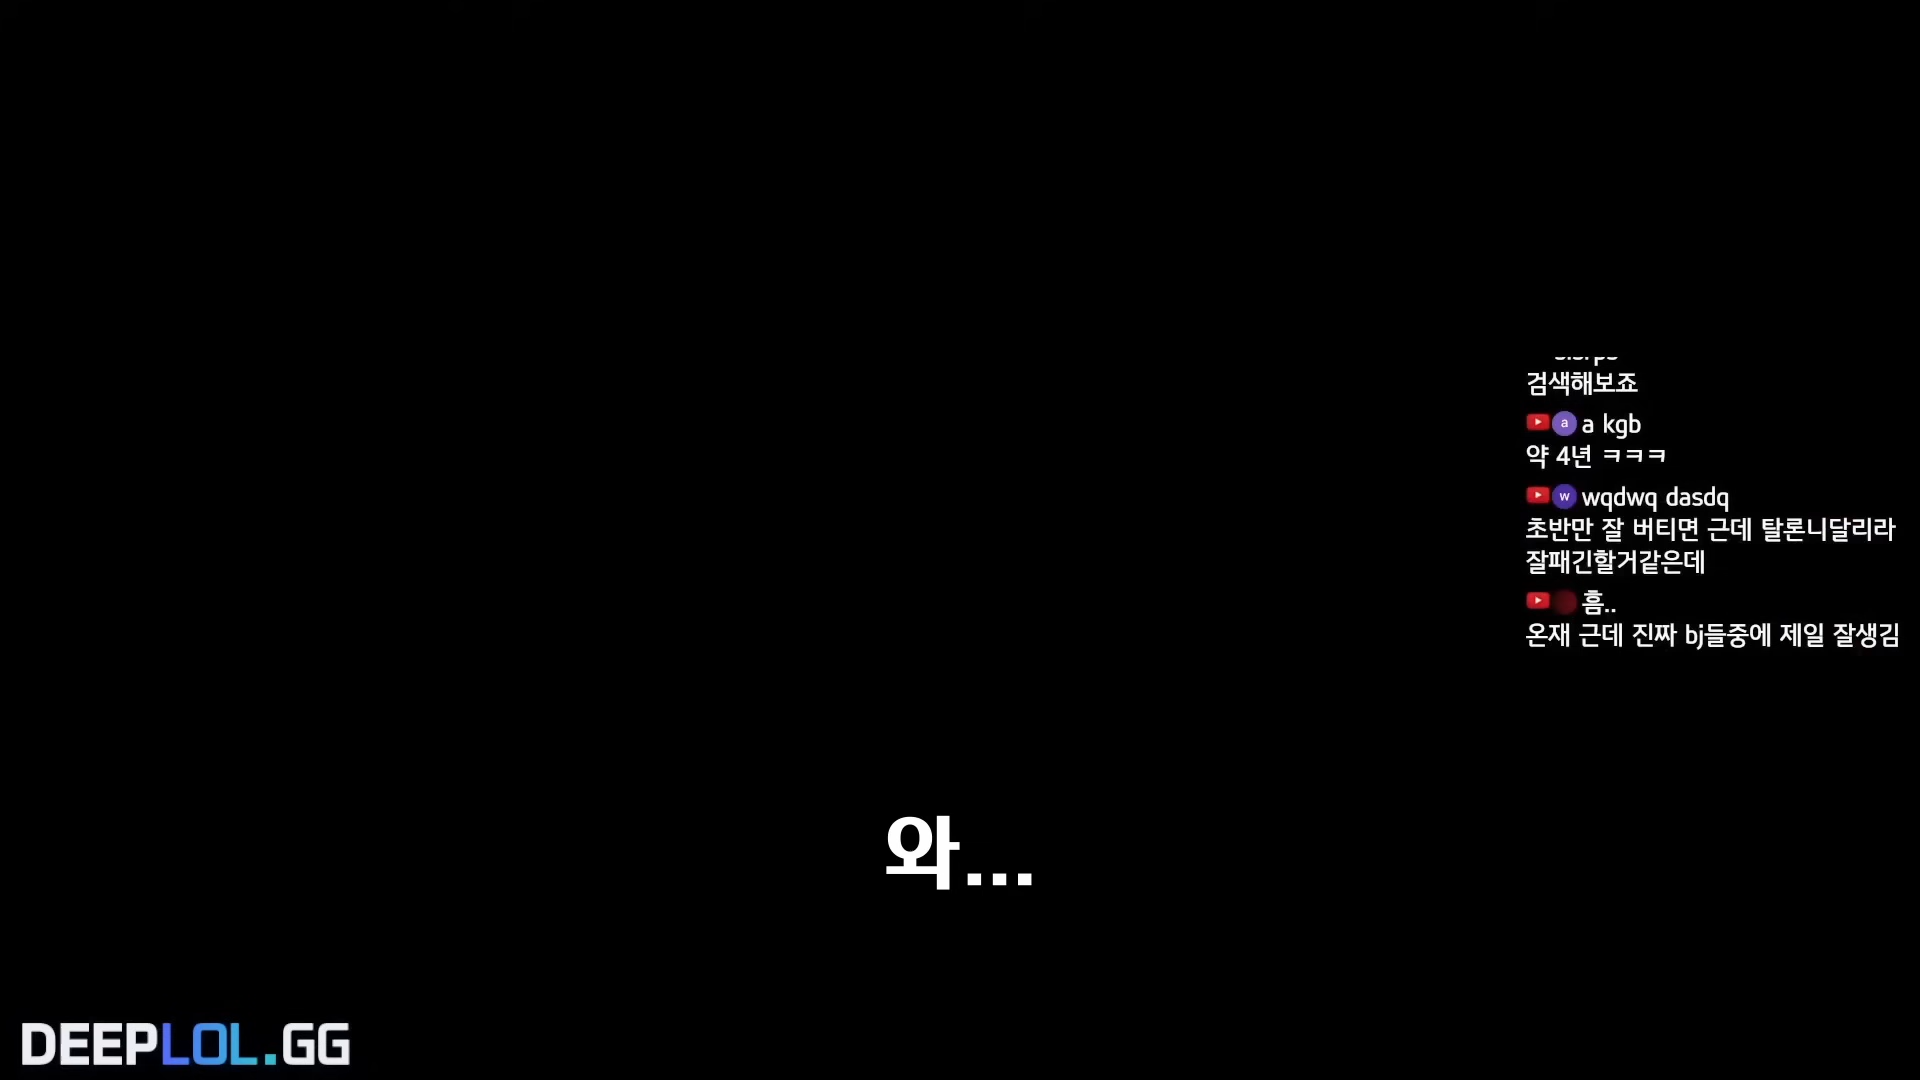 검색해보죠
a a kgb
약 4년 ㅋㅋㅋ
w wqdwq dasdq
초반만 잘 버티면 근데 탈론니달리라
잘패긴할거같은데
흠..
온재 근데 진짜 bj들중에 제일 잘생김
와...
DEEPLOL.GG